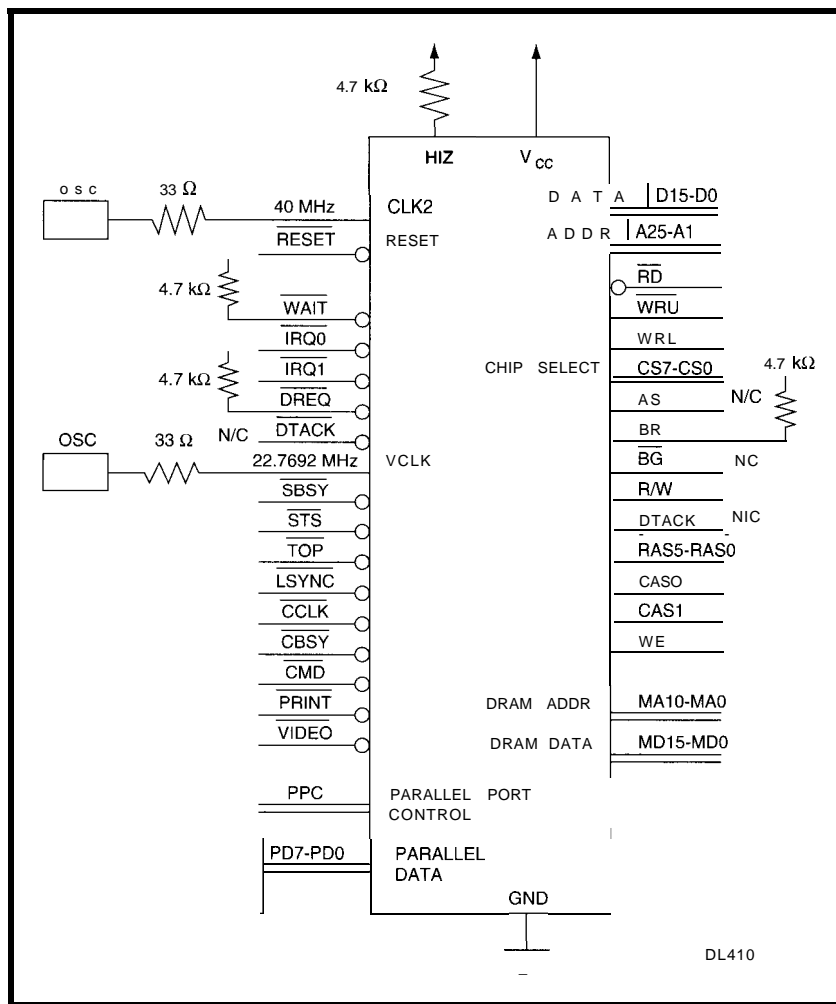 4.7 kΩ
HIZ V CC
osc 33 Ω 40 MHz CLK2 DATA D15-D0
RESET RESET ADDR A25-A1
4.7 kΩ RD
WAIT WRU
IRQ0 WRL
IRQ1 CHIP SELECT CS7-CS0 4.7 kΩ
4.7 kΩ DREQ AS N/C
N/C DTACK BR
OSC 33 Ω 22.7692 MHz VCLK BG NC
SBSY R/W
STS DTACK NIC
TOP RAS5-RAS0
LSYNC CASO
CCLK CAS1
CBSY WE
CMD
PRINT DRAM ADDR MA10-MA0
VIDEO DRAM DATA MD15-MD0
PPC PARALLEL PORT
CONTROL
PD7-PD0 PARALLEL
DATA
GND
DL410